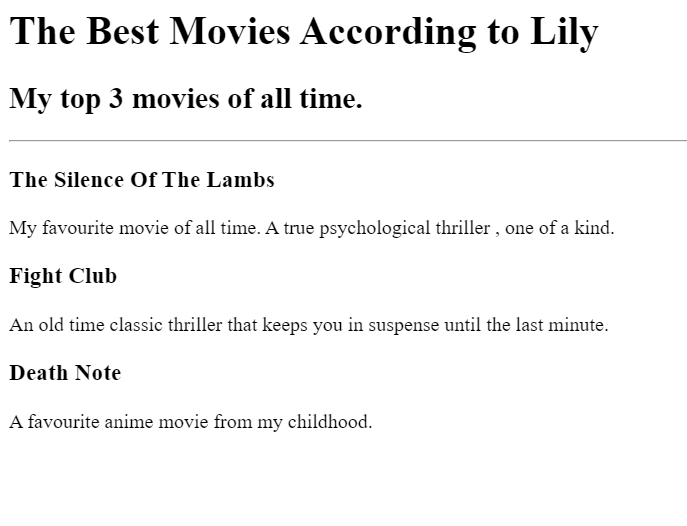 The Best Movies According to Lily
My top 3 movies of all time.
The Silence Of The Lambs
My favourite movie of all time. A true psychological thriller , one of a kind.
Fight Club
An old time classic thriller that keeps you in suspense until the last minute.
Death Note
A favourite anime movie from my childhood.